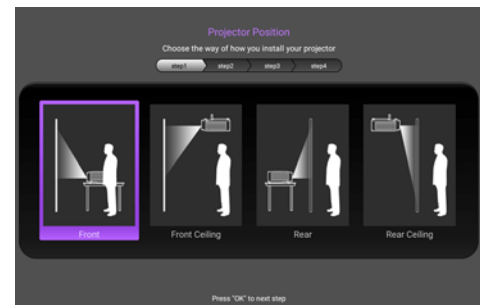 Projector Position
Choose the way of how you install your projector
step1 step2 step3 step4
Front Front Ceiling Rear Rear Ceiling
Press "OK" to next step